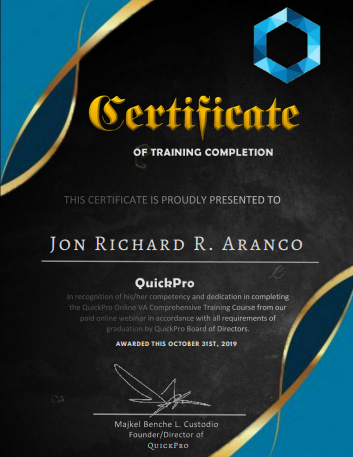 Certificate
OF TRAINING COMPLETION
THIS CERTIFICATE IS PROUDLY PRESENTED TO
JON RICHARD R. ARANCO
QuickPro
In recognition of his/her competency and dedication in completing
the QuickPro Online VA Comprehensive Training Course from our
paid online webinar in accordance with all requirements of
graduation by QuickPro Board of Directors.
AWARDED THIS OCTOBER 31ST, 2019
Majkel Benche L. Custodio
Founder/Director of
QUICKPRO